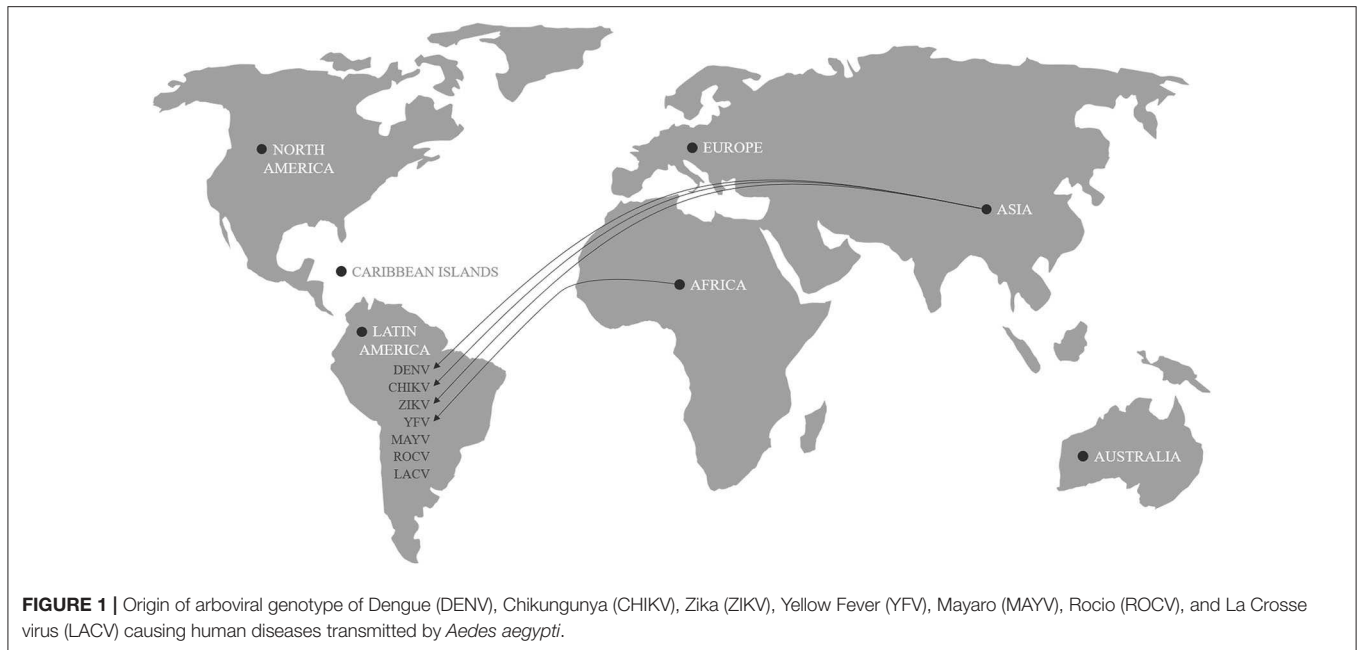 NORTH
AMERICA
EUROPE
ASIA
CARIBBEAN ISLANDS
AFRICA
LATIN
AMERICA
DENV
CHIKV
ZIKV
YFV
MAYV
ROCV
LACV
AUSTRALIA
FIGURE 1 | Origin of arboviral genotype of Dengue (DENV), Chikungunya (CHIKV), Zika (ZIKV), Yellow Fever (YFV), Mayaro (MAYV), Rocio (ROCV), and La Crosse
virus (LACV) causing human diseases transmitted by Aedes aegypti.